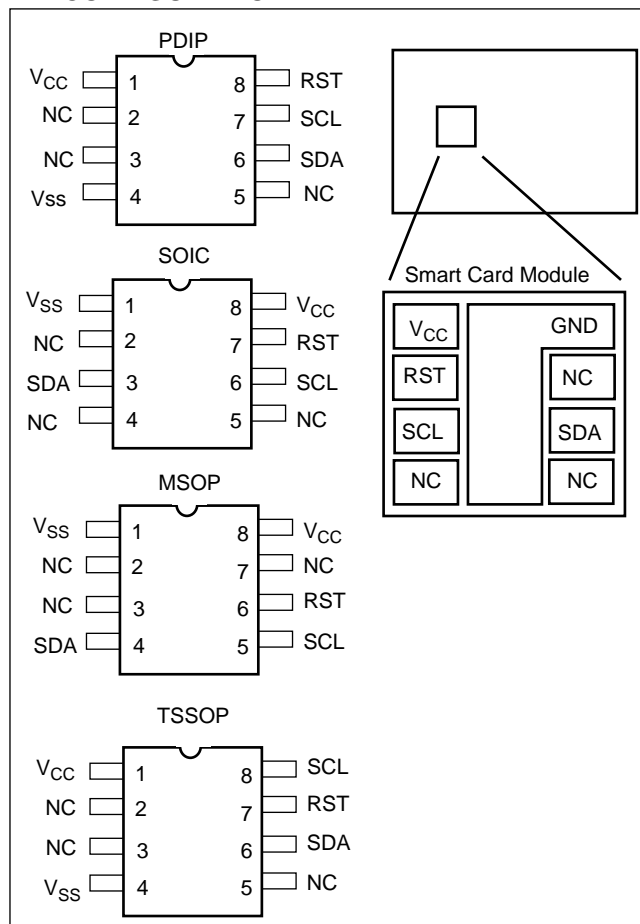 PDIP
VCC 1 8 RST
NC 2 7 SCL
NC 3 6 SDA
Vss 4 5 NC
SOIC
VSS 1 8 VCC
NC 2 7 RST
SDA 3 6 SCL
NC 4 5 NC
MSOP
VSS 1 8 VCC
NC 2 7 NC
NC 3 6 RST
SDA 4 5 SCL
TSSOP
VCC 1 8 SCL
NC 2 7 RST
NC 3 6 SDA
VSS 4 5 NC
Smart Card Module
VCC GND
RST NC
SCL SDA
NC NC